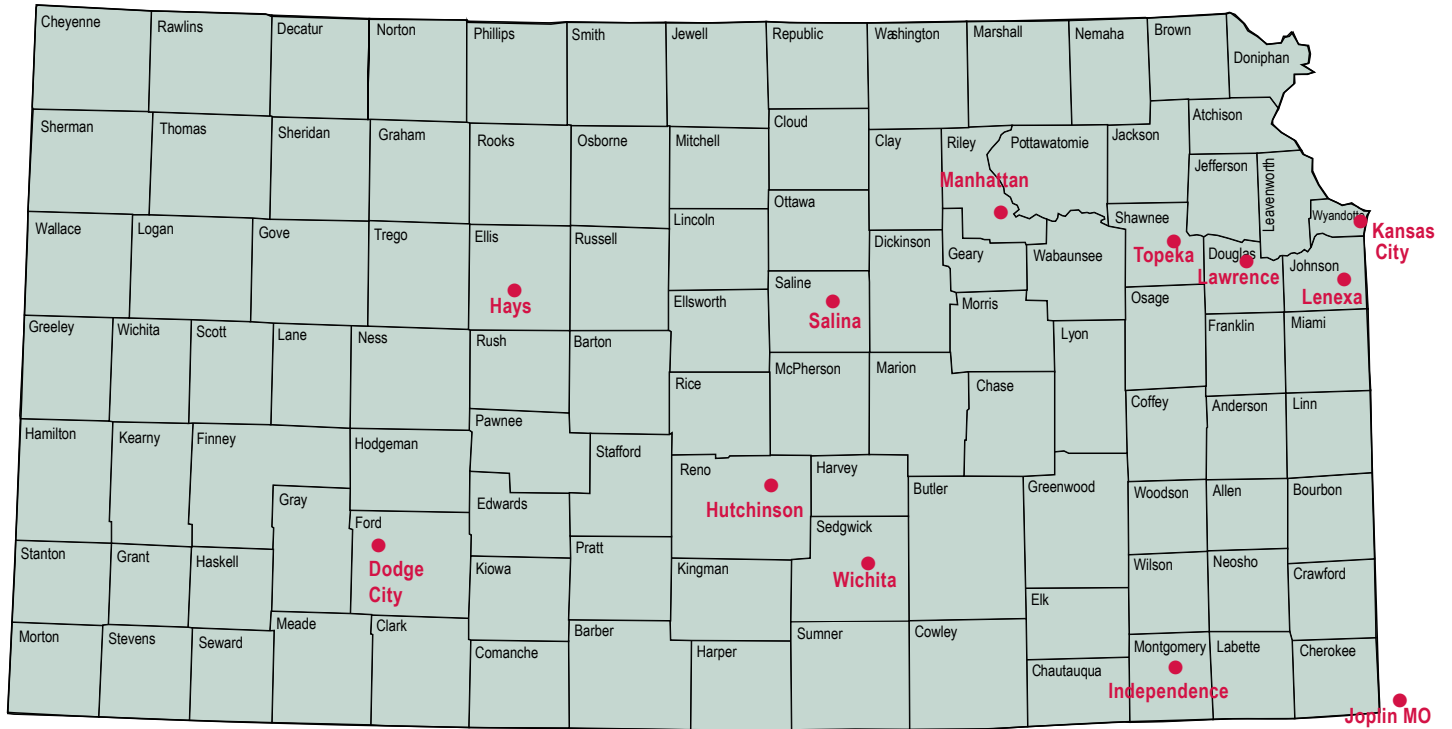 Cheyenne
Rawlins
Decatur
Norton
Phillips
Smith
Jewell
Republic
Washington
Marshall
Nemaha
Brown
Doniphan
Sherman
Thomas
Sheridan
Graham
Rooks
Osborne
Mitchell
Cloud
Clay
Riley
Pottawatomie
Jackson
Atchison
Jefferson
Leavenworth
Manhattan
Wyandotte
Kansas
City
Wallace
Logan
Gove
Trego
Ellis
Russell
Lincoln
Ottawa
Dickinson
Geary
Wabaunsee
Shawnee
Topeka
Douglas
Lawrence
Johnson
Lenexa
Hays
Ellsworth
Saline
Salina
Morris
Osage
Greeley
Wichita
Scott
Lane
Ness
Rush
Barton
Rice
McPherson
Marion
Chase
Lyon
Franklin
Miami
Coffey
Anderson
Linn
Hamilton
Kearny
Finney
Hodgeman
Pawnee
Stafford
Reno
Hutchinson
Harvey
Butler
Greenwood
Woodson
Allen
Bourbon
Gray
Ford
Dodge
City
Edwards
Sedgwick
Wichita
Stanton
Grant
Haskell
Kiowa
Pratt
Kingman
Elk
Wilson
Neosho
Crawford
Morton
Stevens
Seward
Meade
Clark
Comanche
Barber
Harper
Sumner
Cowley
Chautauqua
Montgomery
Independence
Labette
Cherokee
Joplin MO